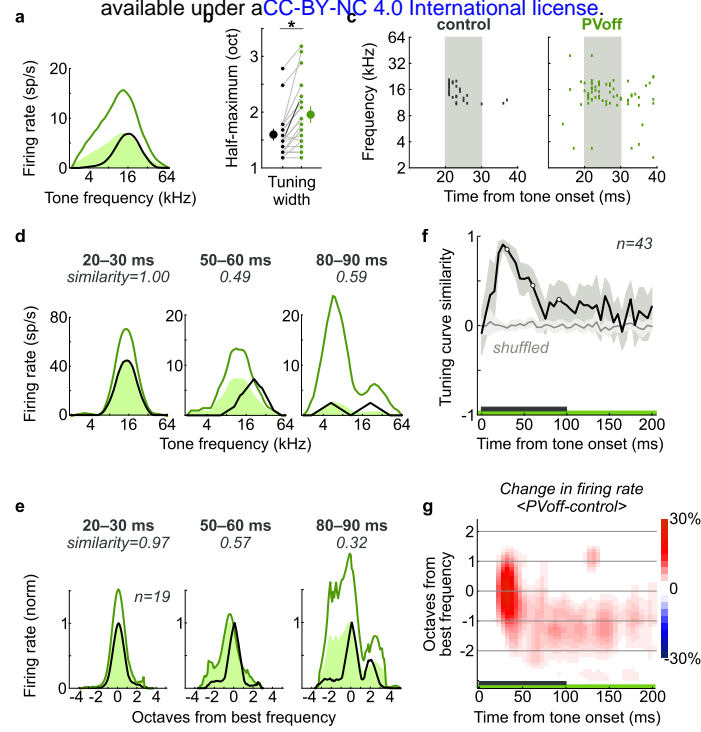 available under aCC-BY-NC 4.0 International license.
a
Firing rate (sp/s)
20
10
0
4
16
64
Tone frequency (kHz)
b
*
Half-maximum (oct)
3
2
1
Tuning
width
c
control
PVoff
Frequency (kHz)
64
32
16
8
4
2
10 20 30 40
10 20 30 40
Time from tone onset (ms)
d
20–30 ms
similarity=1.00
50–60 ms
0.49
80–90 ms
0.59
Firing rate (sp/s)
80
40
0
20
10
20
10
4 16 64
4 16 64
4 16 64
Tone frequency (kHz)
f
n=43
Tuning curve similarity
1
0
-1
shuffled
0 50 100 150 200
Time from tone onset (ms)
e
20–30 ms
similarity=0.97
50–60 ms
0.57
80–90 ms
0.32
n=19
Firing rate (norm)
1
0
1
1
-4 -2 0 2 4
-4 -2 0 2 4
-4 -2 0 2 4
Octaves from best frequency
g
Change in firing rate
<PVoff-control>
Octaves from
best frequency
2
1
0
-1
-2
30%
0
-30%
0 50 100 150 200
Time from tone onset (ms)